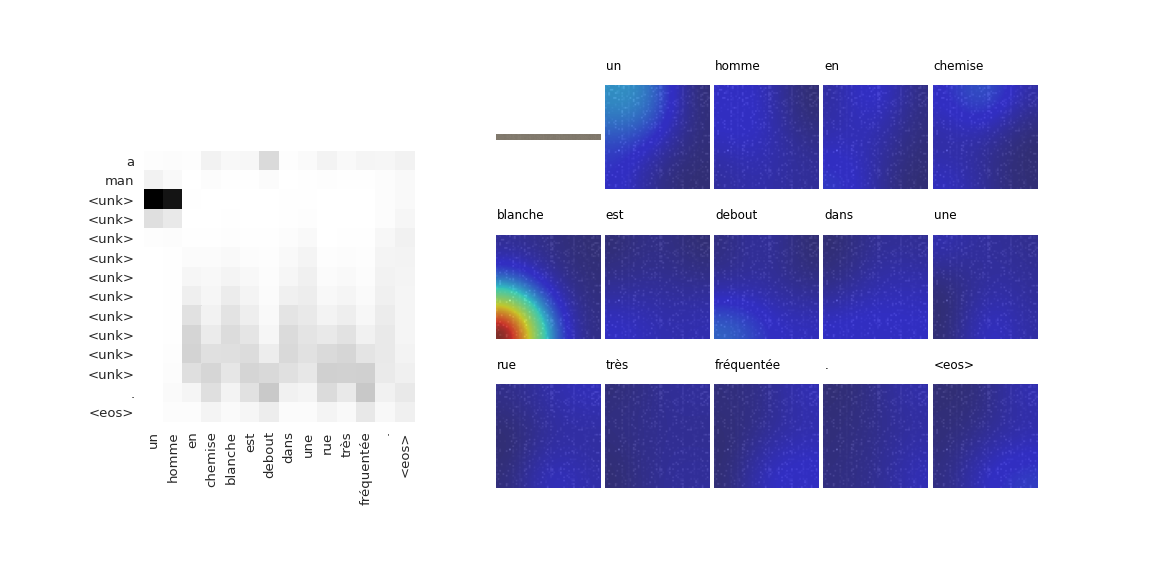 a
man
<unk>
<unk>
<unk>
<unk>
<unk>
<unk>
<unk>
<unk>
<unk>
<unk>
.
<eos>
un homme en chemise blanche est debout dans une rue très fréquentée . <eos>
un homme en chemise
blanche est debout dans une
rue très fréquentée . <eos>